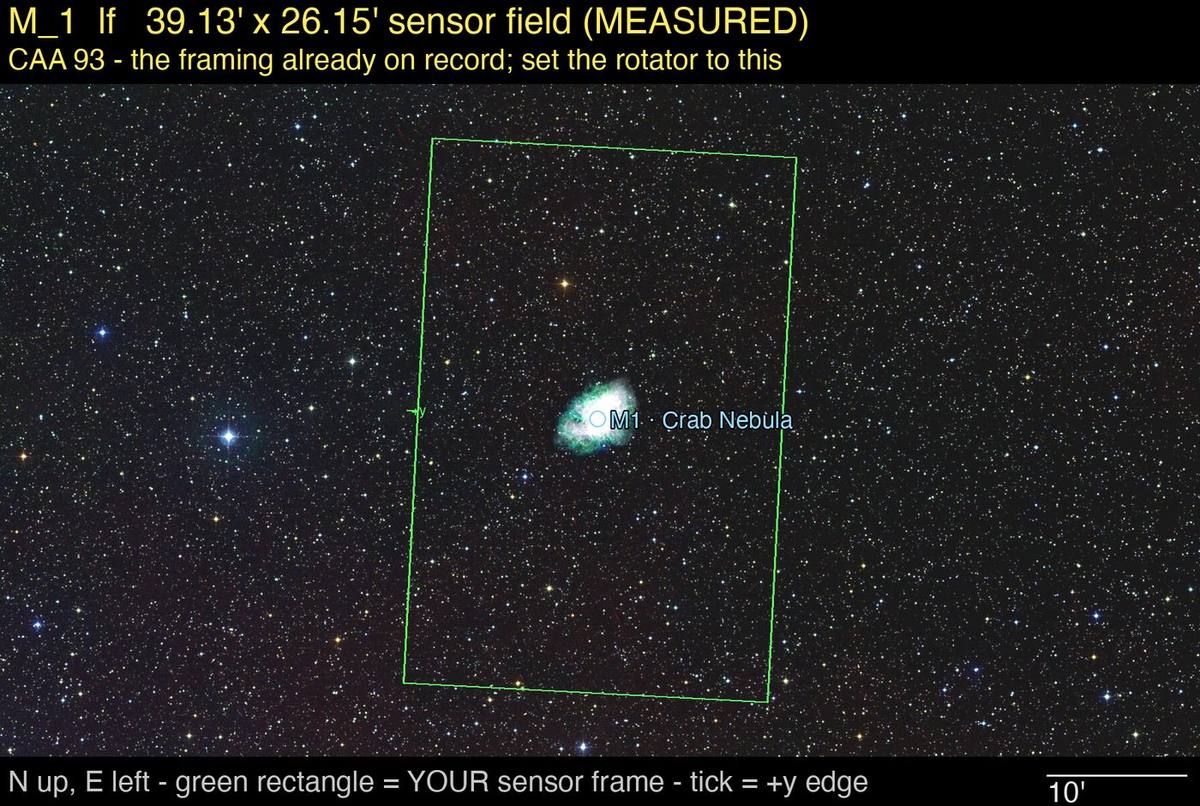 M_1 lf 39.13' x 26.15' sensor field (MEASURED)
CAA 93 - the framing already on record; set the rotator to this
+y
M1 · Crab Nebula
N up, E left - green rectangle = YOUR sensor frame - tick = +y edge
10'